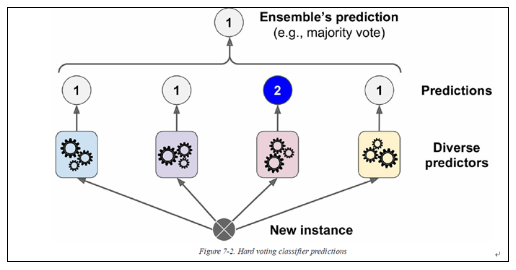 1
Ensemble's prediction
(e.g., majority vote)
1 1 2 1 Predictions
Diverse
predictors
New instance
Figure 7-2. Hard voting classifier predictions